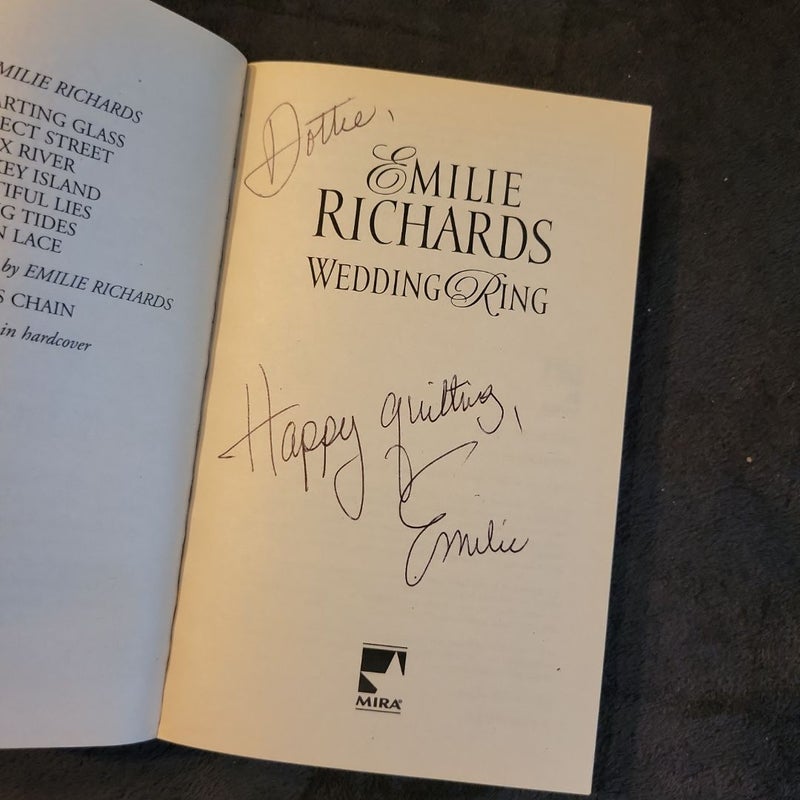 EMILIE RICHARDS
ARTING GLASS
ECT STREET
X RIVER
KEY ISLAND
TIFUL LIES
G TIDES
N LACE
by EMILIE RICHARDS
S CHAIN
in hardcover
Dottie,
EMILIE
RICHARDS
WEDDING RING
Happy quilting,
Emilie
MIRA®